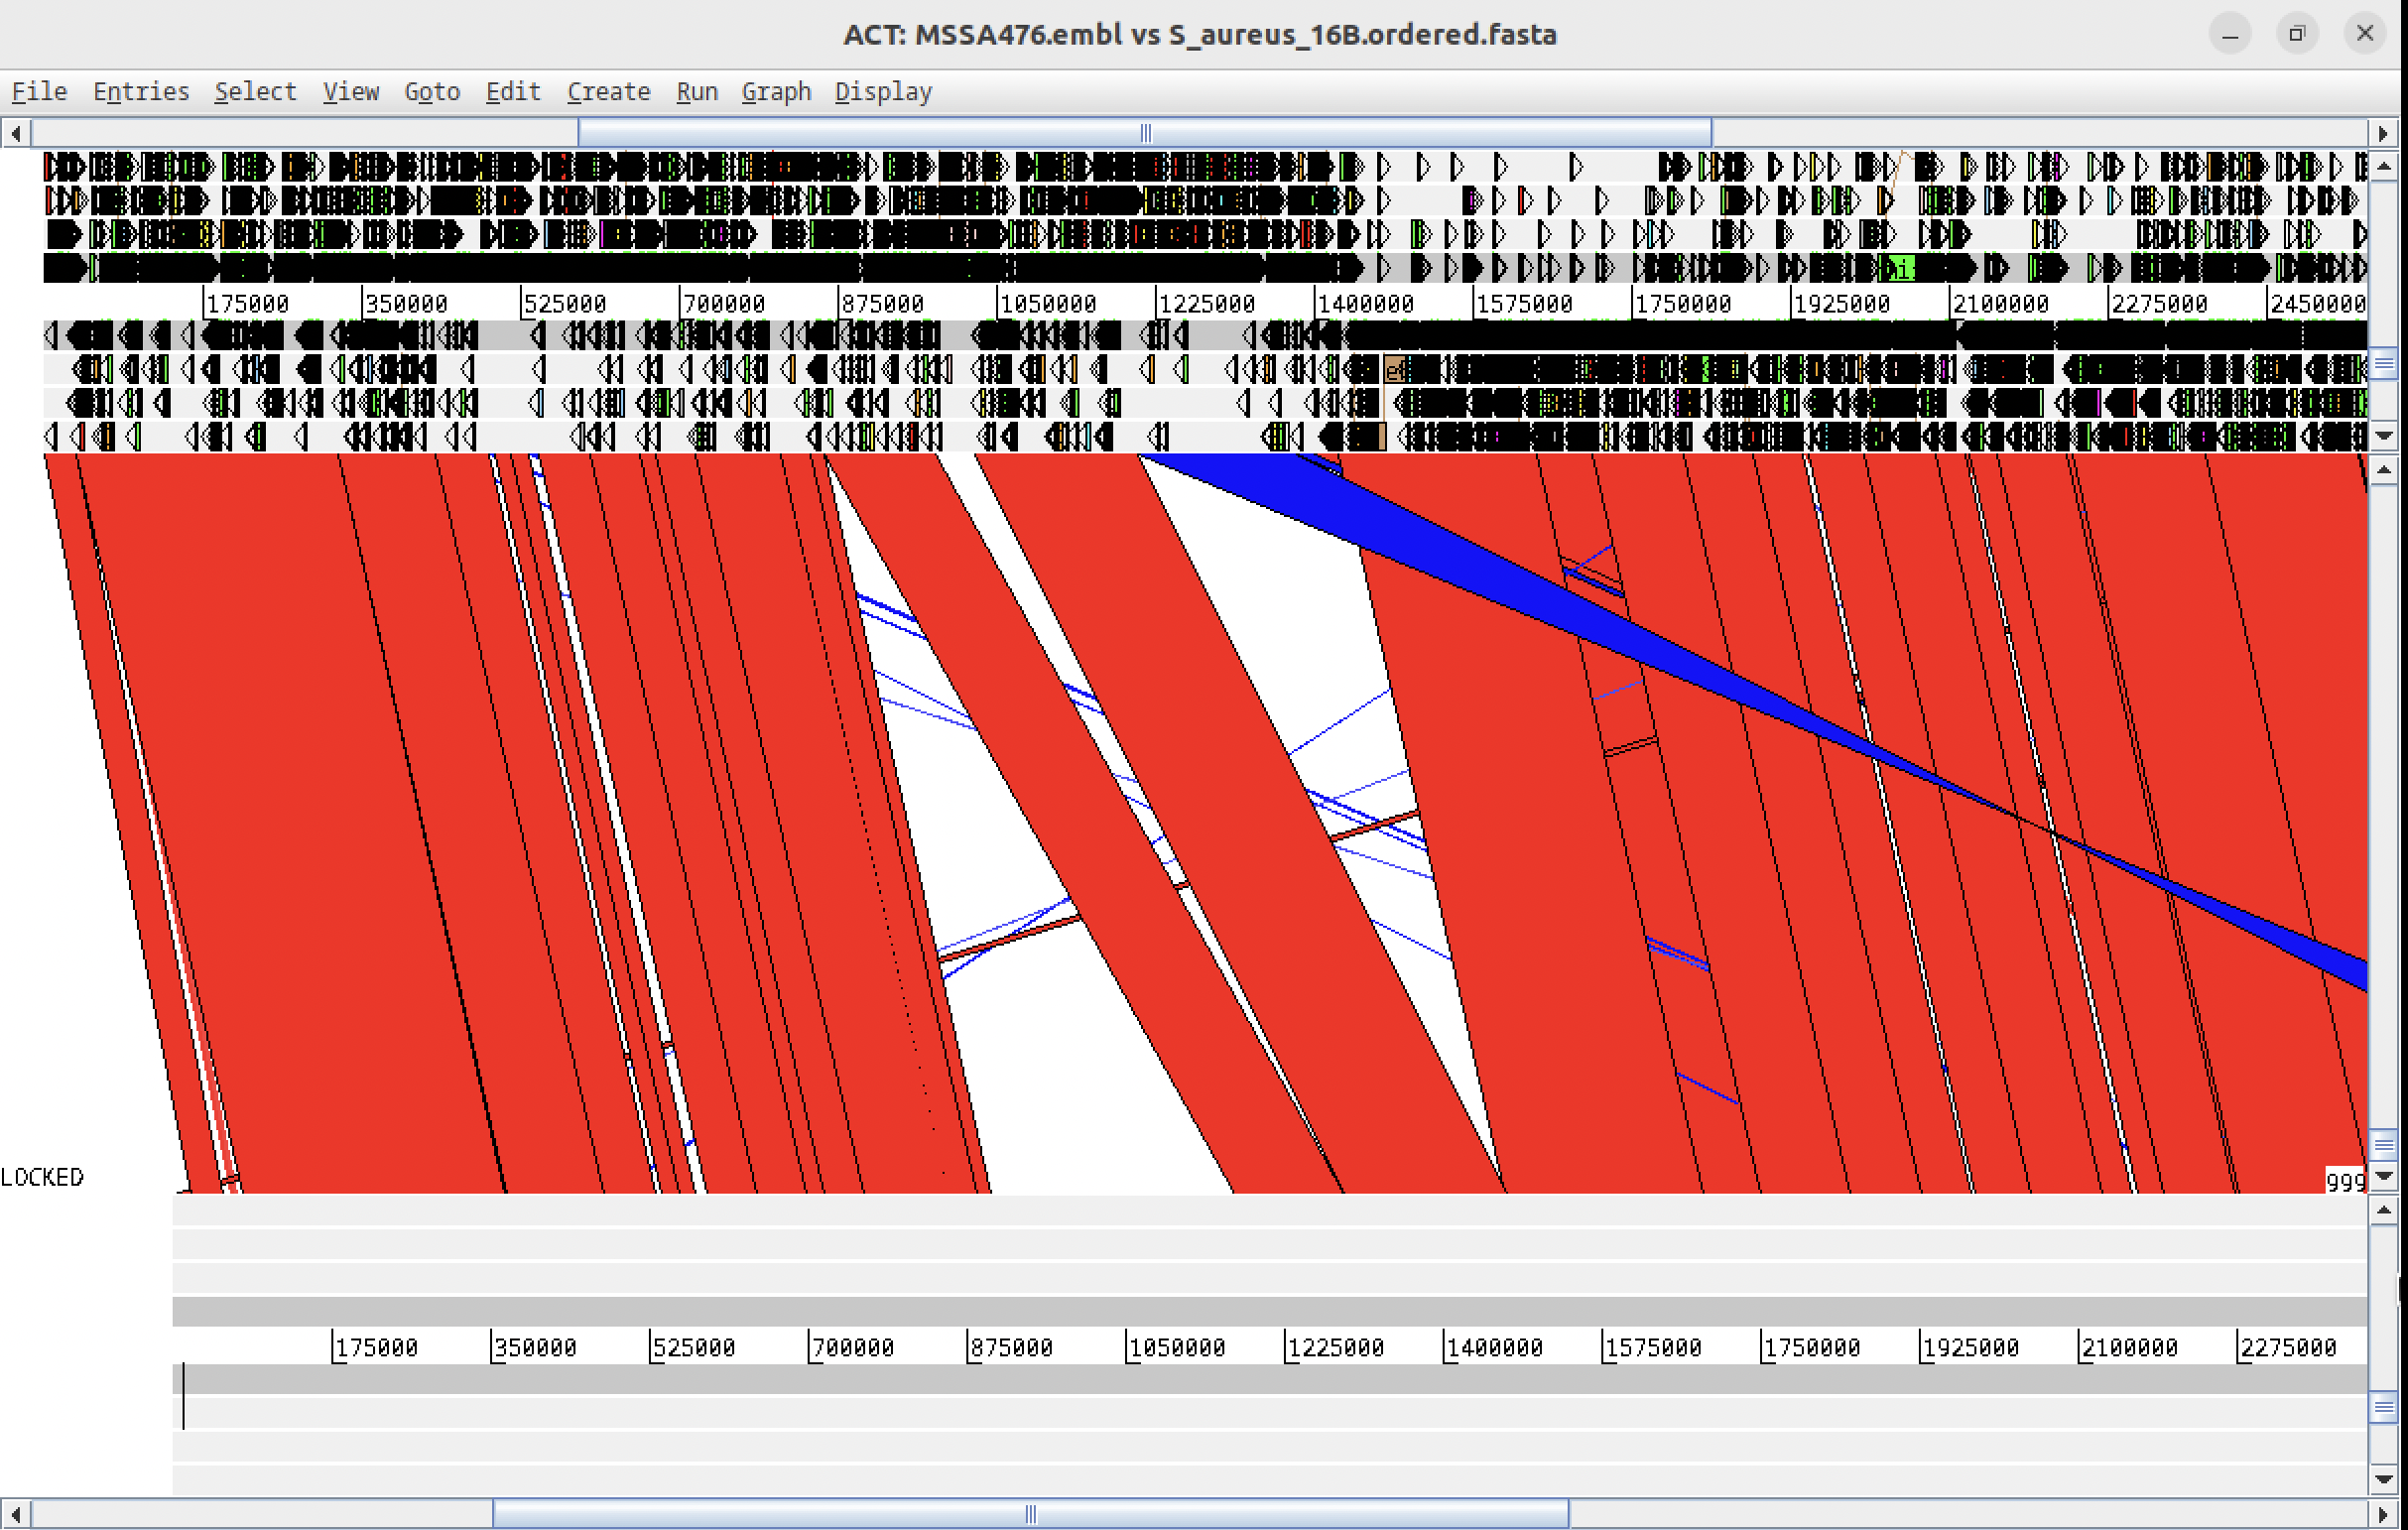 ACT: MSSA476.embl vs S_aureus_16B.ordered.fasta
File Entries Select View Goto Edit Create Run Graph Display
i
175000 350000 525000 700000 875000 1050000 1225000 1400000 1575000 1750000 1925000 2100000 2275000 2450000
e
LOCKED
999
175000 350000 525000 700000 875000 1050000 1225000 1400000 1575000 1750000 1925000 2100000 2275000